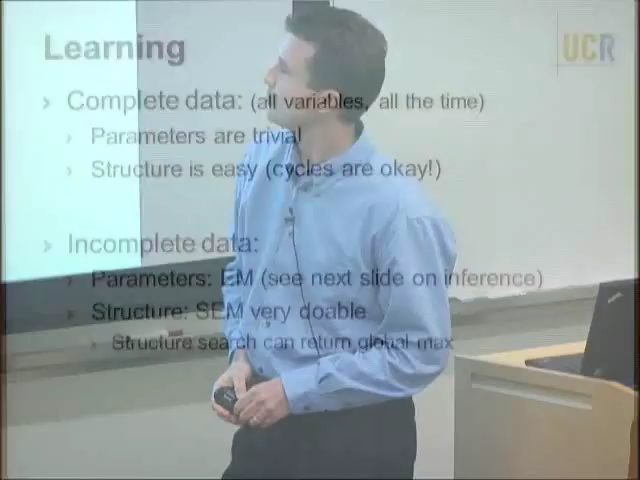 Learning
UCR
› Complete data: (all variables, all the time)
› Parameters are trivial
› Structure is easy (cycles are okay!)
› Incomplete data:
› Parameters: EM (see next slide on inference)
› Structure: SEM very doable
› Structure search can return global max